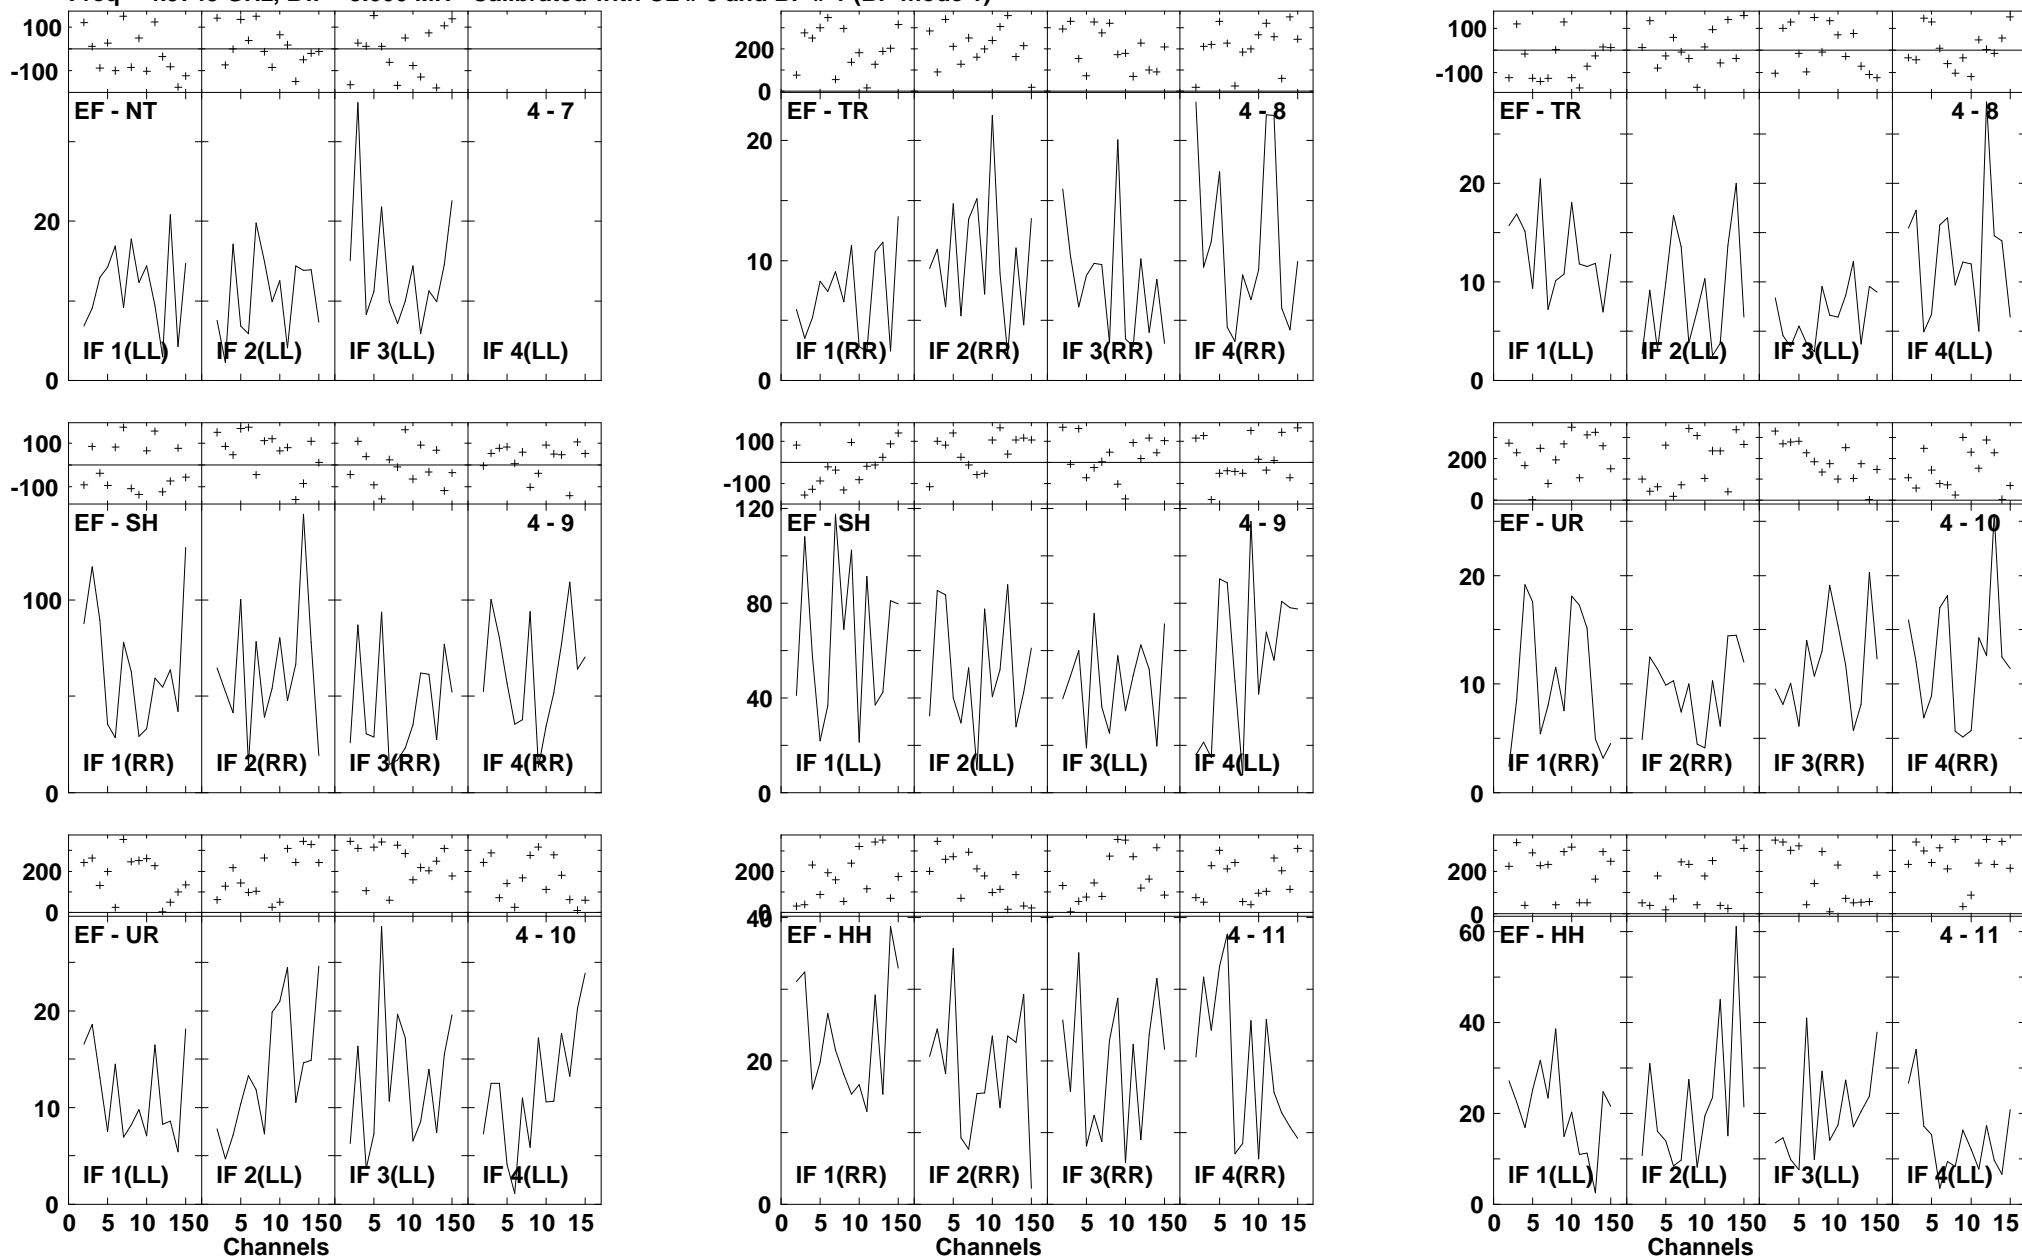 100
-100
EF - NT
4 - 7
20
0
IF 1(LL)
IF 2(LL)
IF 3(LL)
IF 4(LL)
200
0
EF - TR
4 - 8
20
10
0
IF 1(RR)
IF 2(RR)
IF 3(RR)
IF 4(RR)
100
-100
EF - TR
4 - 8
20
10
0
IF 1(LL)
IF 2(LL)
IF 3(LL)
IF 4(LL)
100
-100
EF - SH
4 - 9
100
0
IF 1(RR)
IF 2(RR)
IF 3(RR)
IF 4(RR)
100
-100
120
EF - SH
4 - 9
80
40
0
IF 1(LL)
IF 2(LL)
IF 3(LL)
IF 4(LL)
200
0
EF - UR
4 - 10
20
10
0
IF 1(RR)
IF 2(RR)
IF 3(RR)
IF 4(RR)
200
0
EF - UR
4 - 10
20
10
0
IF 1(LL)
IF 2(LL)
IF 3(LL)
IF 4(LL)
0 5 10 15 0 5 10 15 0 5 10 15 0 5 10 15
Channels
200
0
40
EF - HH
4 - 11
20
0
IF 1(RR)
IF 2(RR)
IF 3(RR)
IF 4(RR)
0 5 10 15 0 5 10 15 0 5 10 15 0 5 10 15
Channels
200
0
60
EF - HH
4 - 11
40
20
0
IF 1(LL)
IF 2(LL)
IF 3(LL)
IF 4(LL)
0 5 10 15 0 5 10 15 0 5 10 15 0 5 10 15
Channels